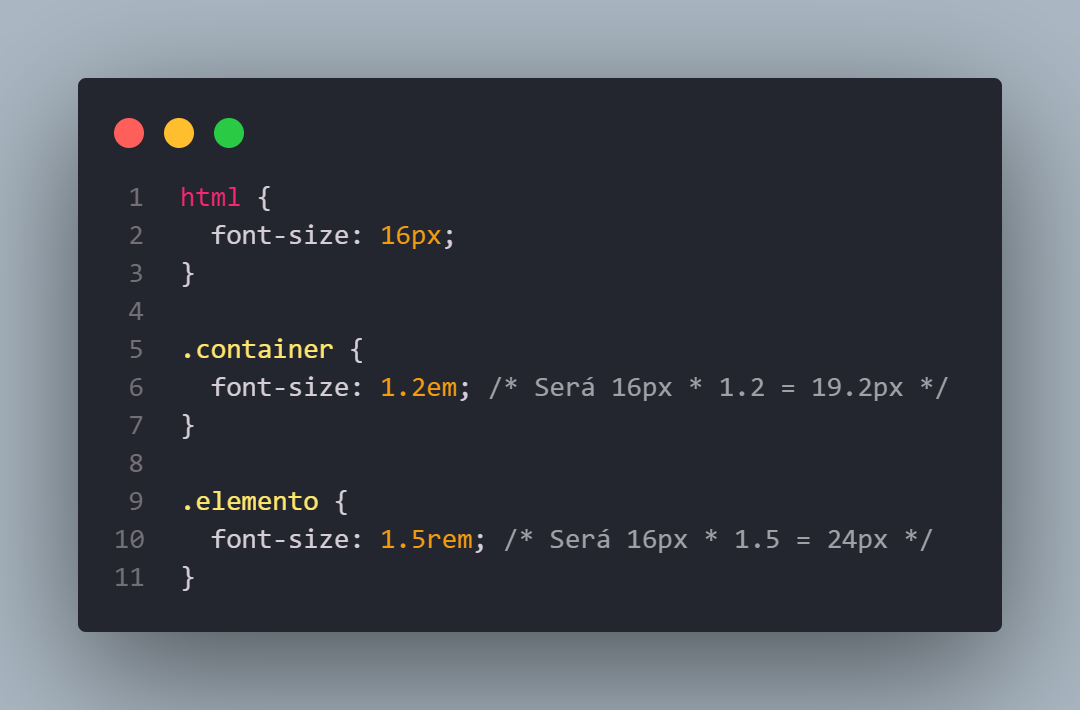 1 html {
2   font-size: 16px;
3 }
4
5 .container {
6   font-size: 1.2em; /* Será 16px * 1.2 = 19.2px */
7 }
8
9 .elemento {
10   font-size: 1.5rem; /* Será 16px * 1.5 = 24px */
11 }